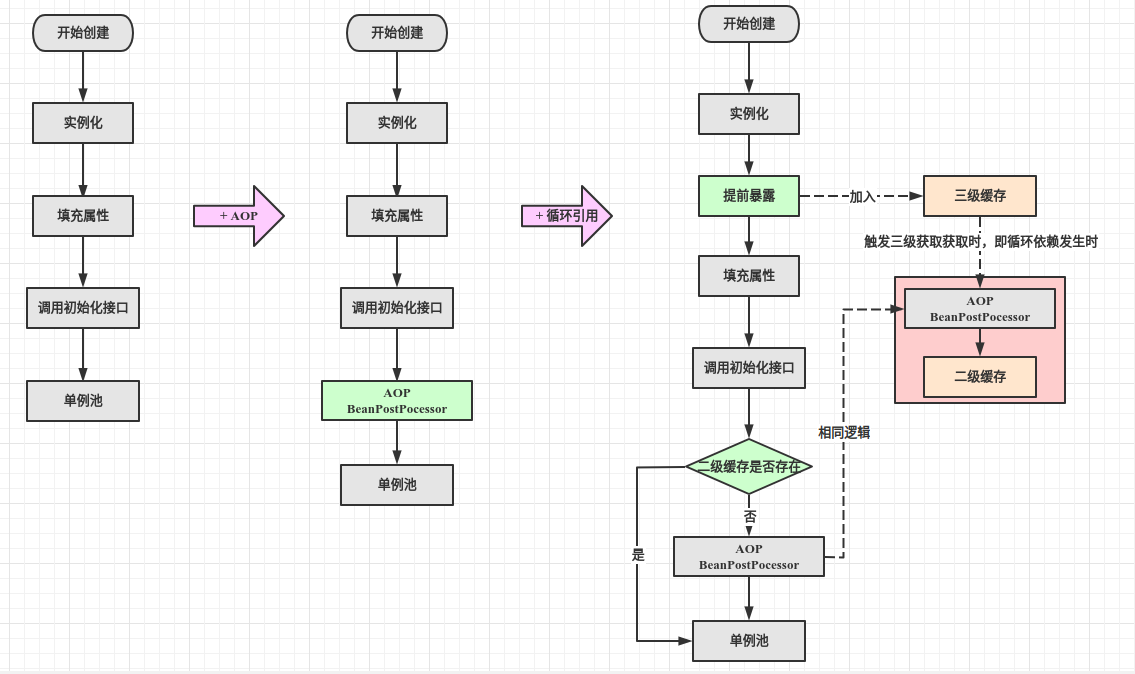 开始创建
实例化
填充属性
调用初始化接口
单例池
+ AOP
开始创建
实例化
填充属性
调用初始化接口
AOP
BeanPostPocessor
单例池
+ 循环引用
开始创建
实例化
提前暴露
加入
三级缓存
触发三级获取获取时，即循环依赖发生时
AOP
BeanPostPocessor
二级缓存
填充属性
调用初始化接口
相同逻辑
二级缓存是否存在
否
是
AOP
BeanPostPocessor
单例池